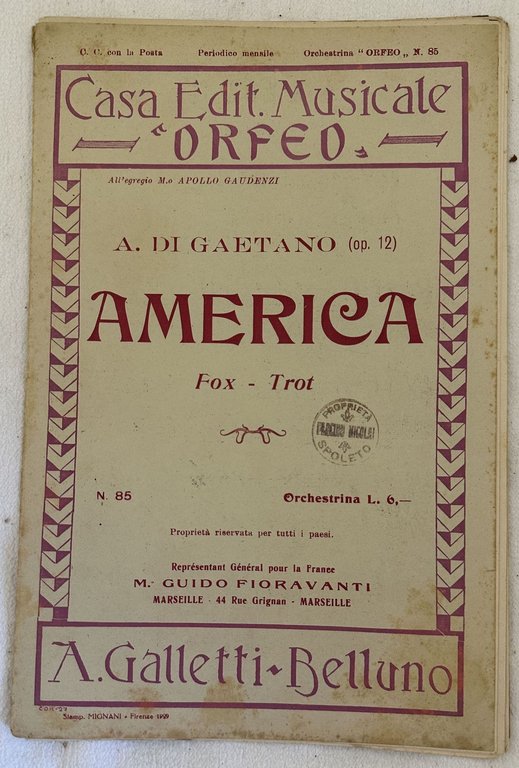 C. C. con la Posta Periodico mensile Orchestrina "ORFEO„ N. 85
Casa Edit. Musicale
"ORFEO„
All'egregio M.o APOLLO GAUDENZI
A. DI GAETANO (op. 12)
AMERICA
Fox - Trot
PROPRIETÀ
NICOLAI
SPOLETO
N. 85 Orchestrina L. 6,—
Proprietà riservata per tutti i paesi.
Représentant Général pour la France
M.r GUIDO FIORAVANTI
MARSEILLE - 44 Rue Grignan - MARSEILLE
A. Galletti - Belluno
Stamp. MIGNANI - Firenze 1929